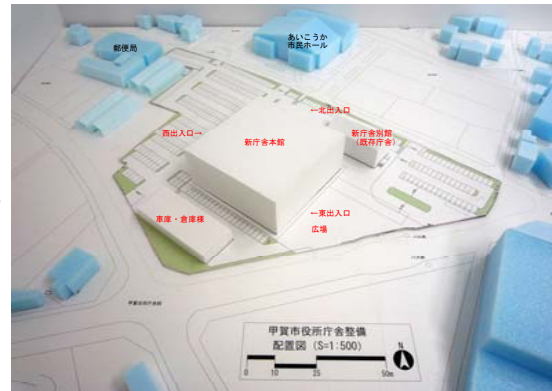 あいこうか
市民ホール
郵便局
←北出入口
西出入口→
新庁舎別館
(既存庁舎)
新庁舎本館
車庫・倉庫棟
←東出入口
広場
甲賀市役所庁舎整備
配置図(S=1:500)
N
0 10 25 50m